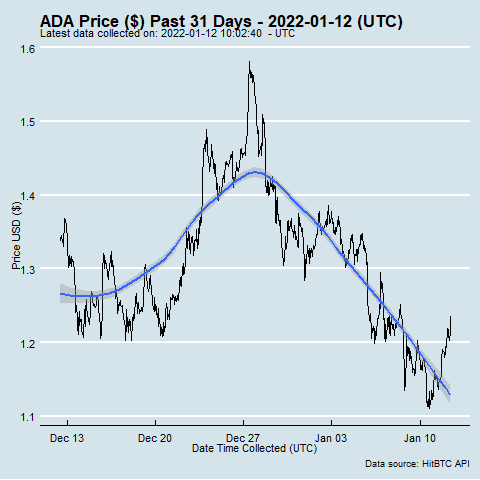 ADA Price ($) Past 31 Days - 2022-01-12 (UTC)
Latest data collected on: 2022-01-12 10:02:40  - UTC
1.6
1.5
1.4
1.3
1.2
1.1
Price USD ($)
Dec 13 Dec 20 Dec 27 Jan 03 Jan 10
Date Time Collected (UTC)
Data source: HitBTC API